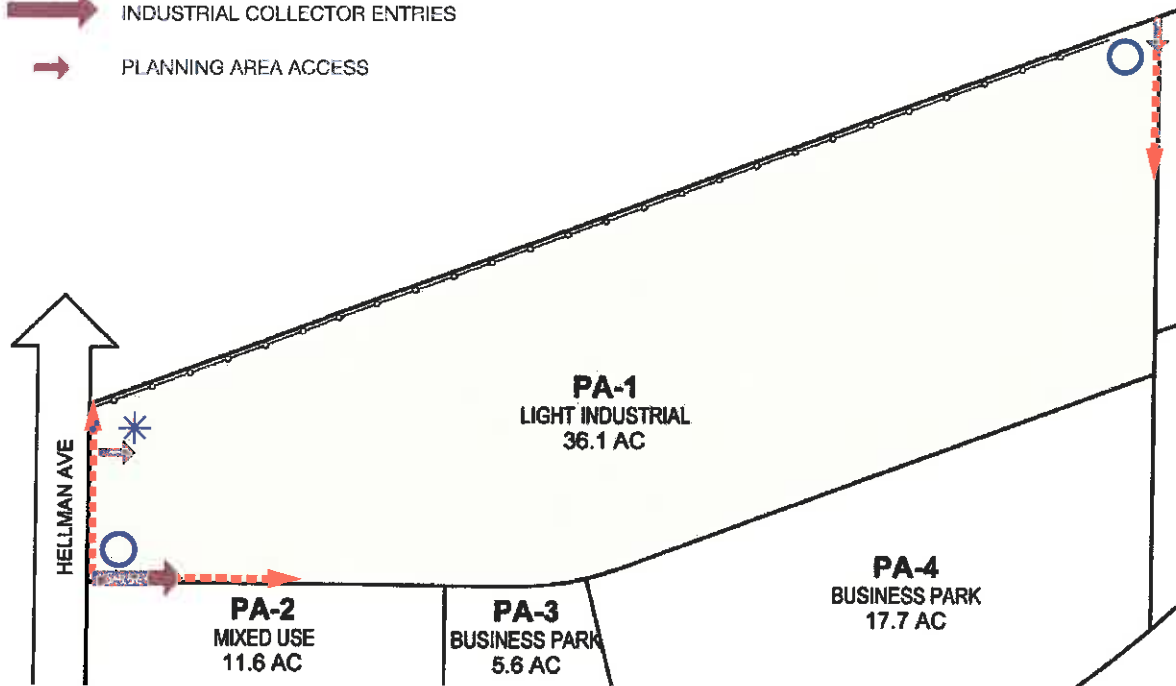 INDUSTRIAL COLLECTOR ENTRIES
PLANNING AREA ACCESS
HELLMAN AVE
PA-1
LIGHT INDUSTRIAL
36.1 AC
PA-2
MIXED USE
11.6 AC
PA-3
BUSINESS PARK
5.6 AC
PA-4
BUSINESS PARK
17.7 AC